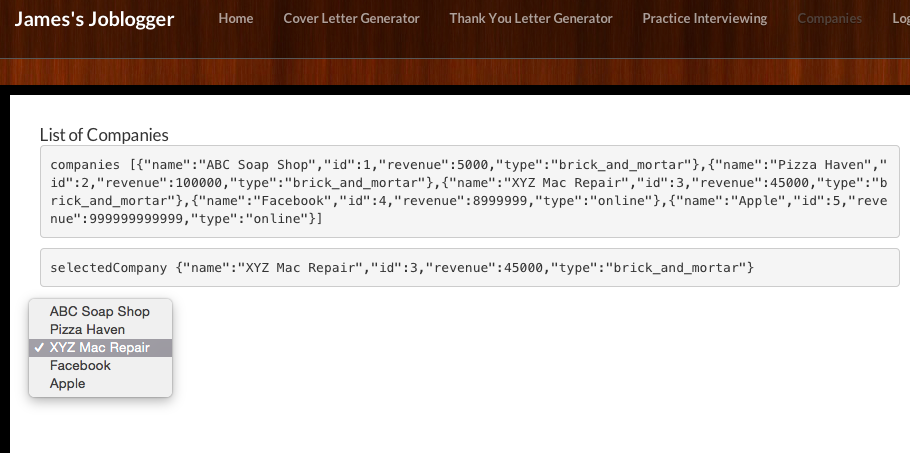 James's Joblogger Home Cover Letter Generator Thank You Letter Generator Practice Interviewing Companies Log
List of Companies
companies [{"name":"ABC Soap Shop","id":1,"revenue":5000,"type":"brick_and_mortar"},{"name":"Pizza Haven","
id":2,"revenue":100000,"type":"brick_and_mortar"},{"name":"XYZ Mac Repair","id":3,"revenue":45000,"type":"b
rick_and_mortar"},{"name":"Facebook","id":4,"revenue":8999999,"type":"online"},{"name":"Apple","id":5,"reve
nue":999999999999,"type":"online"}]
selectedCompany {"name":"XYZ Mac Repair","id":3,"revenue":45000,"type":"brick_and_mortar"}
ABC Soap Shop
Pizza Haven
✓ XYZ Mac Repair
Facebook
Apple